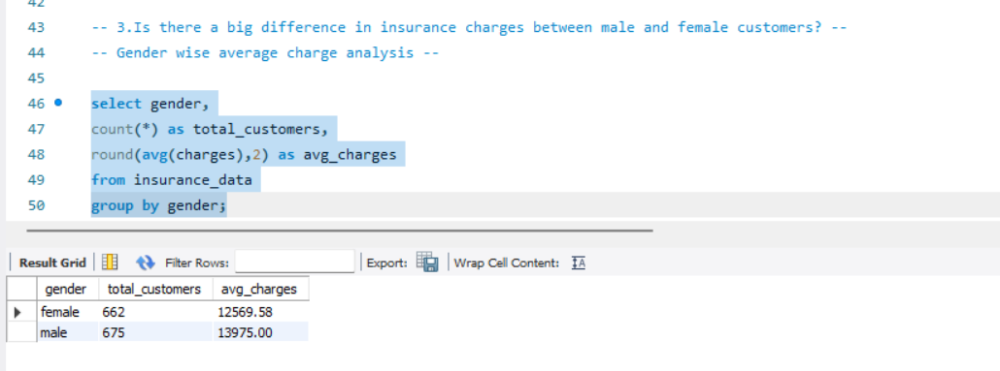 42
43 -- 3.Is there a big difference in insurance charges between male and female customers? --
44 -- Gender wise average charge analysis --
45
46 select gender,
47 count(*) as total_customers,
48 round(avg(charges),2) as avg_charges
49 from insurance_data
50 group by gender;
Result Grid Filter Rows: Export: Wrap Cell Content: IA
gender total_customers avg_charges
female 662 12569.58
male 675 13975.00